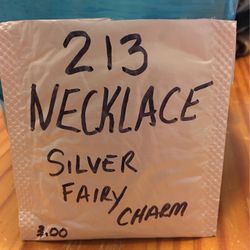 213
NECKLACE
SILVER
FAIRY
CHARM
3.00